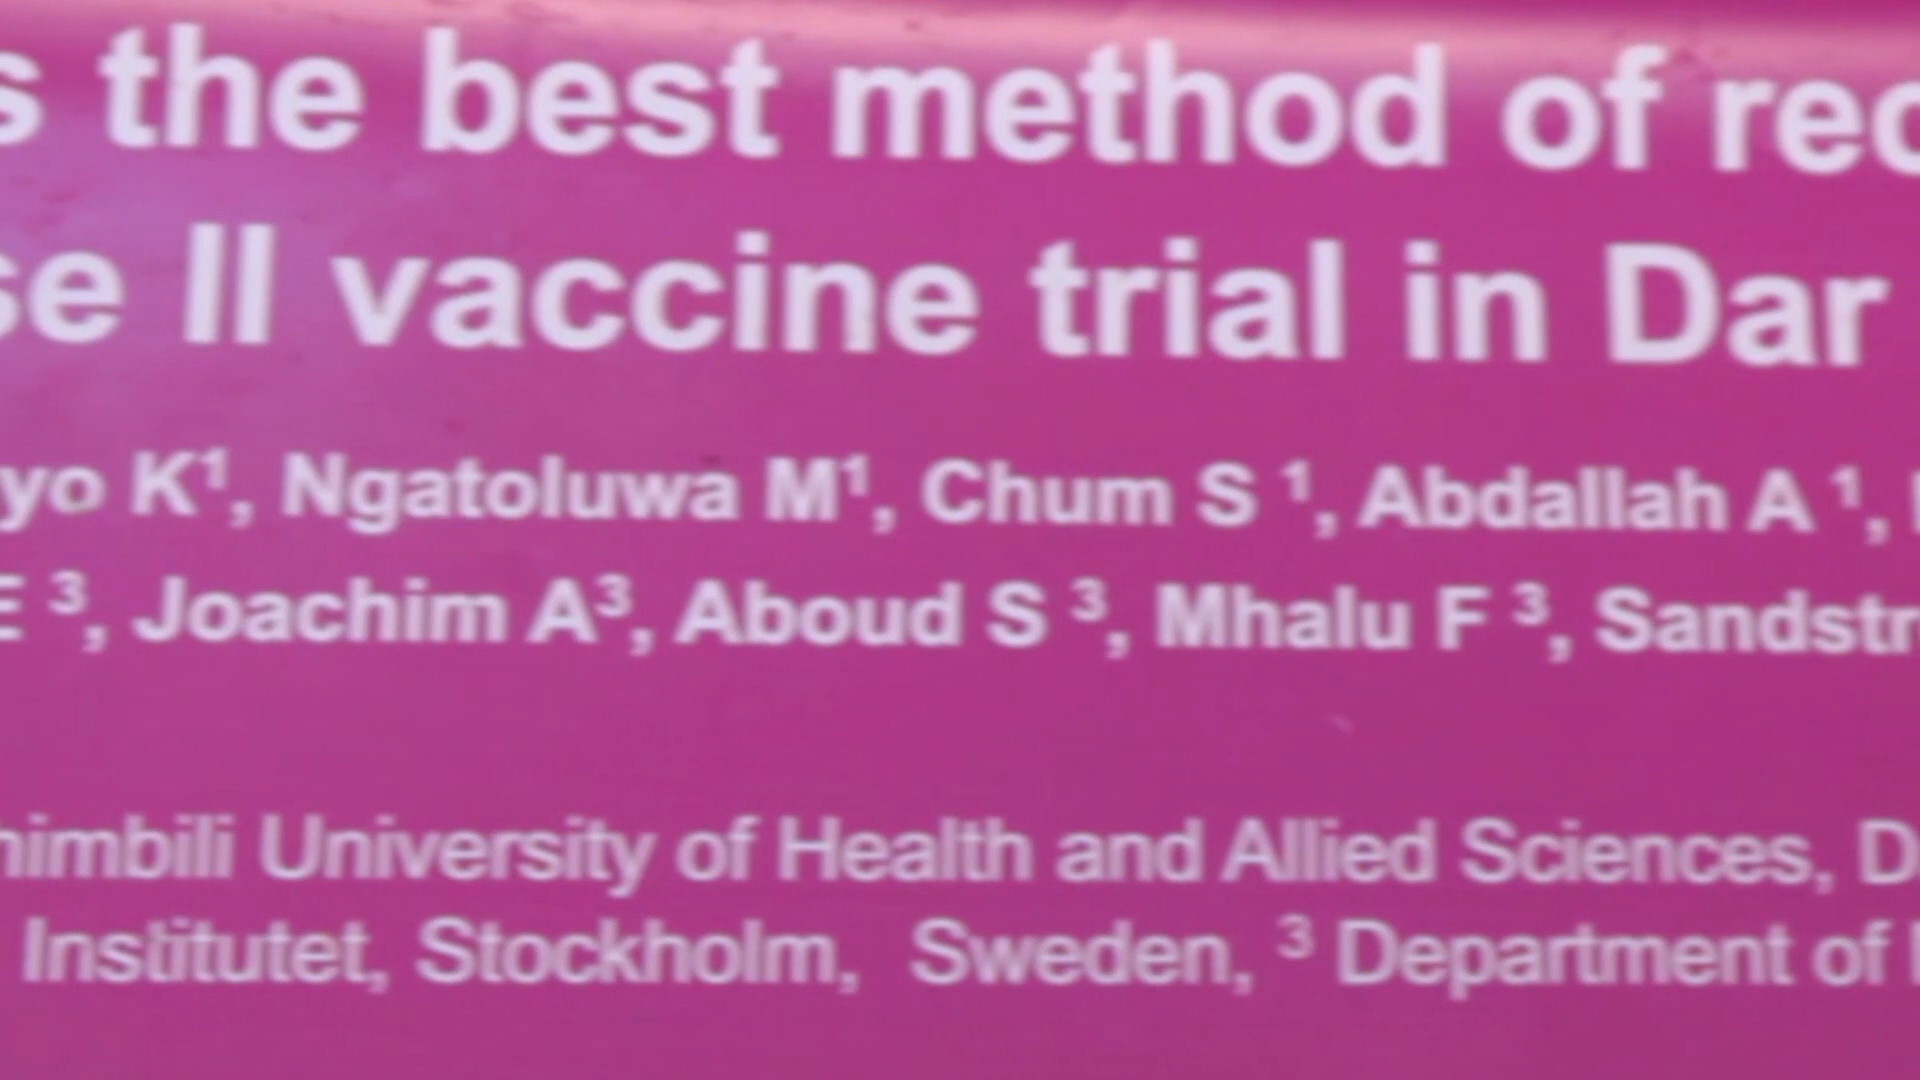 s the best method of rec
se II vaccine trial in Dar
yo K¹, Ngatoluwa M¹, Chum S ¹, Abdallah A ¹,
E ³, Joachim A³, Aboud S ³, Mhalu F ³, Sandstr
himbili University of Health and Allied Sciences, D
Institutet, Stockholm, Sweden, ³ Department of